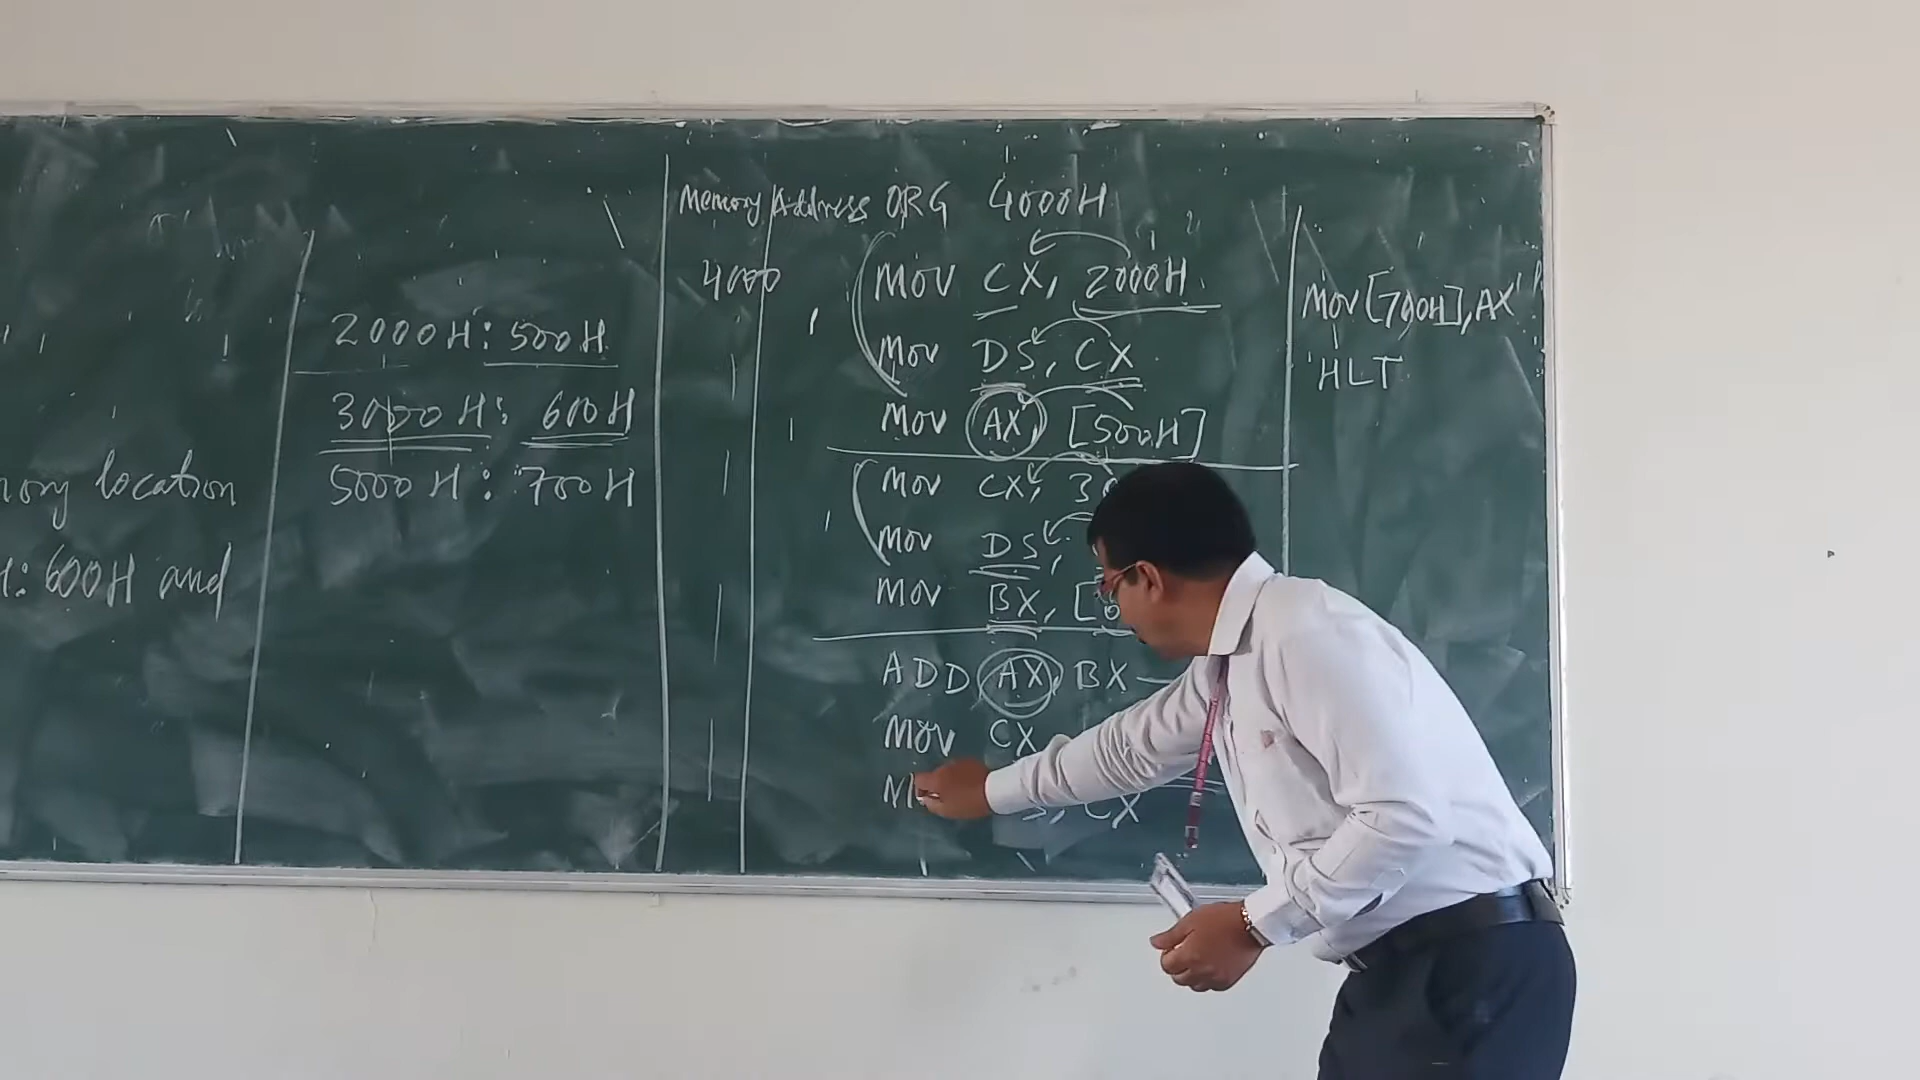 location
600H and
2000H: 500H
3000H: 600H
5000H: 700H
Memory Address ORG 4000H
4000 MOV CX, 2000H
MOV DS, CX
MOV AX, [500H]
MOV CX,
MOV DS,
MOV BX, [
ADD AX, BX
MOV CX
, CX
MOV [700H], AX
HLT